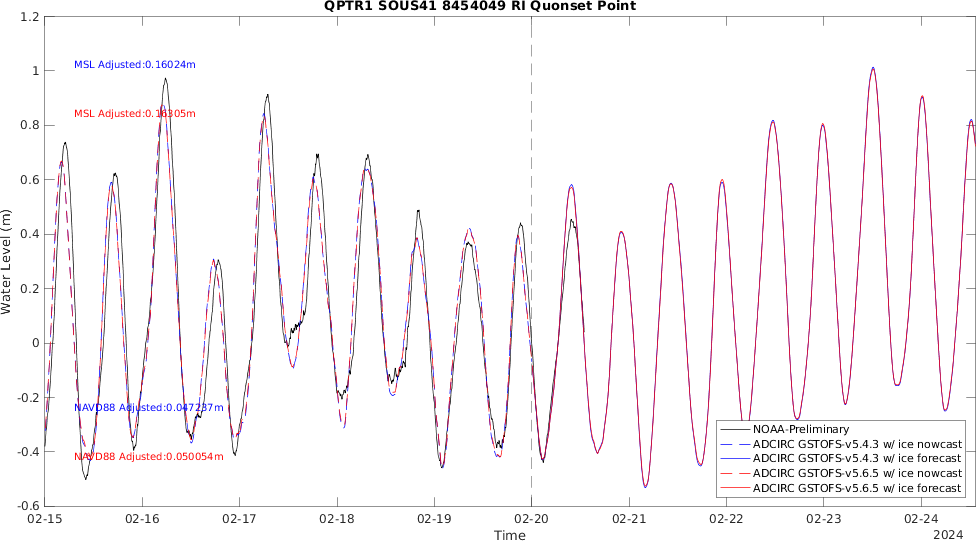 QPTR1 SOUS41 8454049 RI Quonset Point
1.2
1
0.8
0.6
0.4
0.2
0
-0.2
-0.4
-0.6
Water Level (m)
MSL Adjusted:0.16024m
MSL Adjusted:0.16305m
NAVD88 Adjusted:0.047237m
NAVD88 Adjusted:0.050054m
NOAA-Preliminary
ADCIRC GSTOFS-v5.4.3 w/ ice nowcast
ADCIRC GSTOFS-v5.4.3 w/ ice forecast
ADCIRC GSTOFS-v5.6.5 w/ ice nowcast
ADCIRC GSTOFS-v5.6.5 w/ ice forecast
02-15 02-16 02-17 02-18 02-19 02-20 02-21 02-22 02-23 02-24
Time
2024